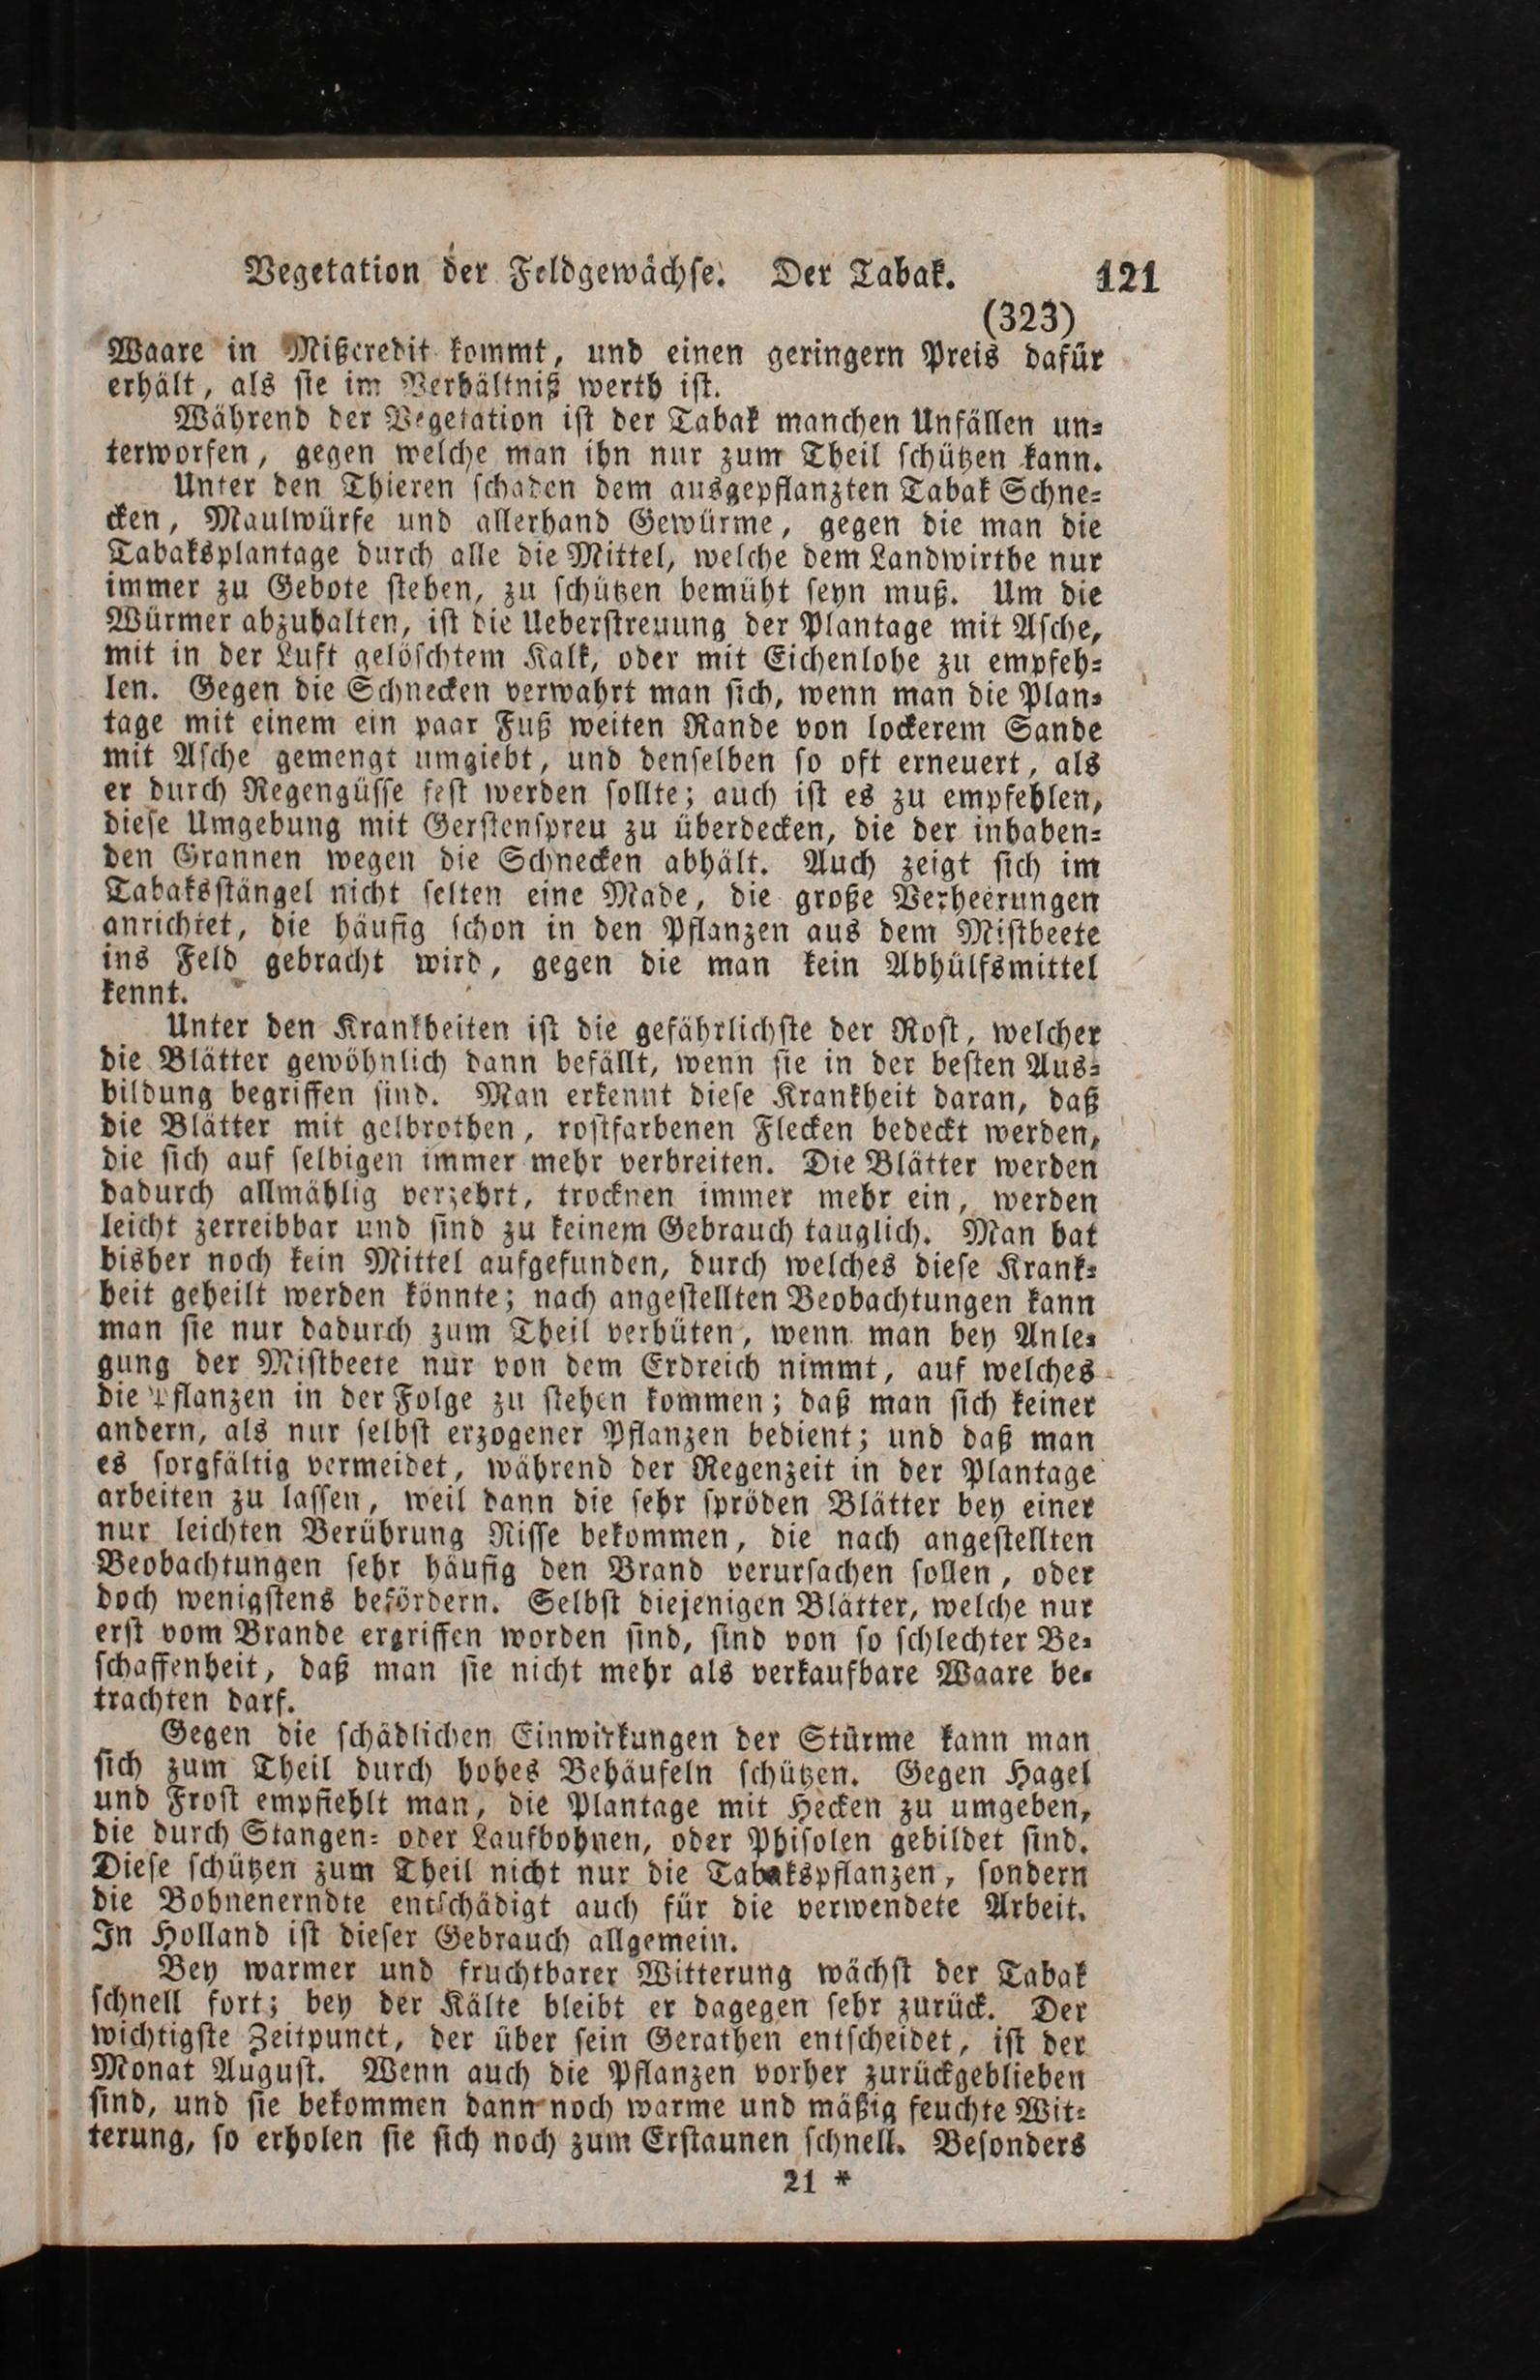 Vegetation der Feldgewächse. Der Tabak. 121
(323)
Waare in Mißcredit kommt, und einen geringern Preis dafür
erhält, als ſie im Verhältniß werth iſt.
Während der Vegetation iſt der Tabak manchen Unfällen un⸗
terworfen, gegen welche man ihn nur zum Theil ſchützen kann.
Unter den Thieren ſchaden dem ausgepflanzten Tabak Schne⸗
cken, Maulwürfe und allerhand Gewürme, gegen die man die
Tabaksplantage durch alle die Mittel, welche dem Landwirthe nur
immer zu Gebote ſtehen, zu ſchützen bemüht ſeyn muß. Um die
Würmer abzuhalten, iſt die Ueberſtreuung der Plantage mit Aſche,
mit in der Luft gelöſchtem Kalk, oder mit Eichenlohe zu empfeh⸗
len. Gegen die Schnecken verwahrt man ſich, wenn man die Plan⸗
tage mit einem ein paar Fuß weiten Rande von lockerem Sande
mit Aſche gemengt umgiebt, und denſelben ſo oft erneuert, als
er durch Regengüſſe feſt werden ſollte; auch iſt es zu empfehlen,
dieſe Umgebung mit Gerſtenſpreu zu überdecken, die der inhaben⸗
den Grannen wegen die Schnecken abhält. Auch zeigt ſich im
Tabaksſtängel nicht ſelten eine Made, die große Verheerungen
anrichtet, die häufig ſchon in den Pflanzen aus dem Miſtbeete
ins Feld gebracht wird, gegen die man kein Abhülfsmittel
kennt.
Unter den Krankheiten iſt die gefährlichſte der Roſt, welcher
die Blätter gewöhnlich dann befällt, wenn ſie in der beſten Aus⸗
bildung begriffen ſind. Man erkennt dieſe Krankheit daran, daß
die Blätter mit gelbrothen, roſtfarbenen Flecken bedeckt werden,
die ſich auf ſelbigen immer mehr verbreiten. Die Blätter werden
dadurch allmählig verzehrt, trocknen immer mehr ein, werden
leicht zerreibbar und ſind zu keinem Gebrauch tauglich. Man hat
bisher noch kein Mittel aufgefunden, durch welches dieſe Krank⸗
heit geheilt werden könnte; nach angeſtellten Beobachtungen kann
man ſie nur dadurch zum Theil verhüten, wenn man bey Anle⸗
gung der Miſtbeete nur von dem Erdreich nimmt, auf welches
die Pflanzen in der Folge zu ſtehen kommen; daß man ſich keiner
andern, als nur ſelbſt erzogener Pflanzen bedient; und daß man
es ſorgfältig vermeidet, während der Regenzeit in der Plantage
arbeiten zu laſſen, weil dann die ſehr ſpröden Blätter bey einer
nur leichten Berührung Riſſe bekommen, die nach angeſtellten
Beobachtungen ſehr häufig den Brand verurſachen ſollen, oder
doch wenigſtens befördern. Selbſt diejenigen Blätter, welche nur
erſt vom Brande ergriffen worden ſind, ſind von ſo ſchlechter Be⸗
ſchaffenheit, daß man ſie nicht mehr als verkaufbare Waare be⸗
trachten darf.
Gegen die ſchädlichen Einwirkungen der Stürme kann man
ſich zum Theil durch hohes Behäufeln ſchützen. Gegen Hagel
und Froſt empfiehlt man, die Plantage mit Hecken zu umgeben,
die durch Stangen⸗ oder Laufbohnen, oder Phiſolen gebildet ſind.
Dieſe ſchützen zum Theil nicht nur die Tabakspflanzen, ſondern
die Bohnenerndte entſchädigt auch für die verwendete Arbeit.
In Holland iſt dieſer Gebrauch allgemein.
Bey warmer und fruchtbarer Witterung wächſt der Tabak
ſchnell fort; bey der Kälte bleibt er dagegen ſehr zurück. Der
wichtigſte Zeitpunct, der über ſein Gerathen entſcheidet, iſt der
Monat Auguſt. Wenn auch die Pflanzen vorher zurückgeblieben
ſind, und ſie bekommen dann noch warme und mäßig feuchte Wit⸗
terung, ſo erholen ſie ſich noch zum Erſtaunen ſchnell. Beſonders
21 *